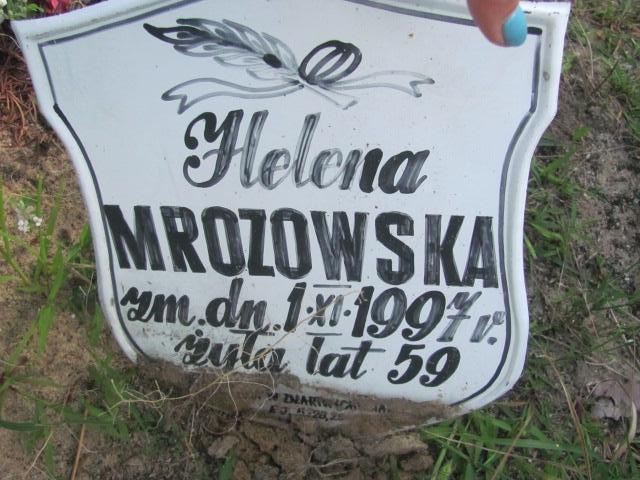 Helena
MROZOWSKA
zm. dn. 1.XI.1997 r.
żyła lat 59